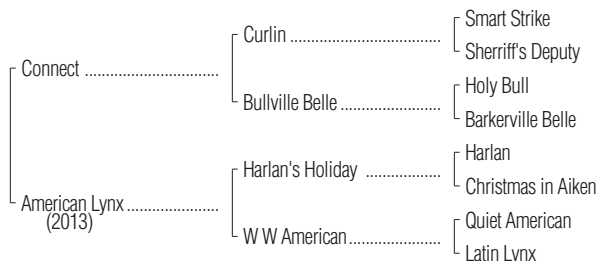 Smart Strike
Curlin
Sheriff's Deputy
Connect
Holy Bull
Bullville Belle
Barkerville Belle
Harlan
Harlan's Holiday
Christmas in Aiken
American Lynx
(2013)
Quiet American
W W American
Latin Lynx